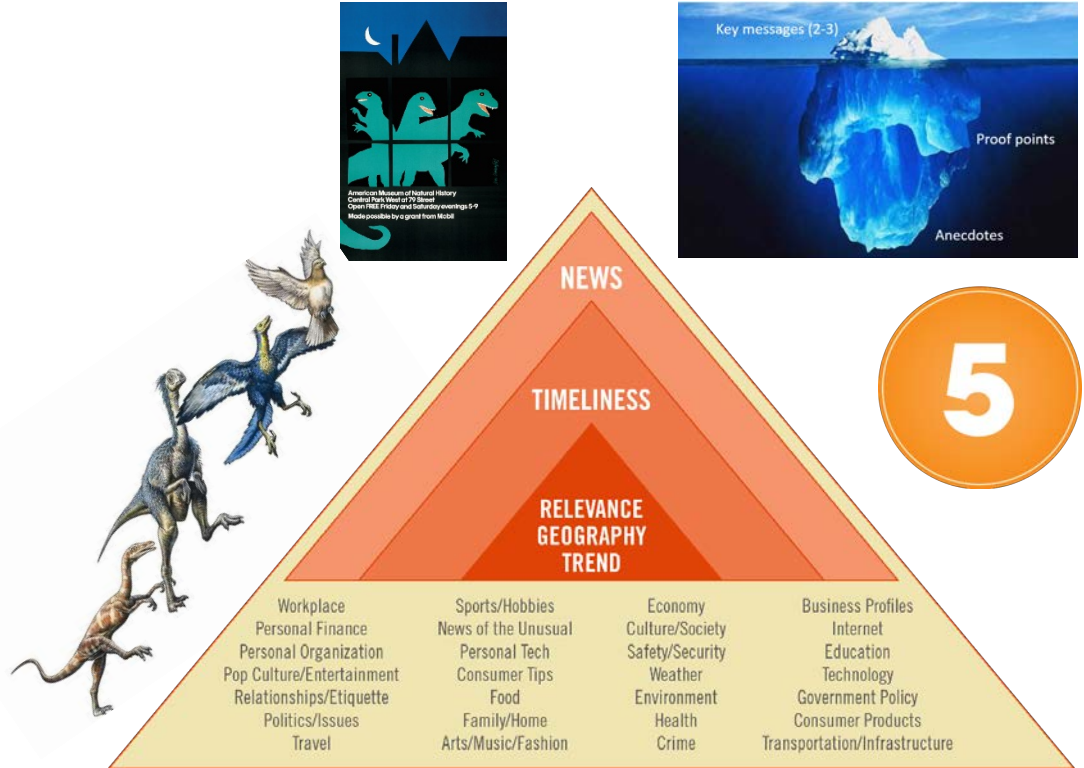 American Museum of Natural History
Central Park West at 79 Street
Open FREE Friday and Saturday evenings 5-9
Made possible by a grant from Mobil
Key messages (2-3)
Proof points
Anecdotes
5
NEWS
TIMELINESS
RELEVANCE
GEOGRAPHY
TREND
Workplace
Personal Finance
Personal Organization
Pop Culture/Entertainment
Relationships/Etiquette
Politics/Issues
Travel
Sports/Hobbies
News of the Unusual
Personal Tech
Consumer Tips
Food
Family/Home
Arts/Music/Fashion
Economy
Culture/Society
Safety/Security
Weather
Environment
Health
Crime
Business Profiles
Internet
Education
Technology
Government Policy
Consumer Products
Transportation/Infrastructure